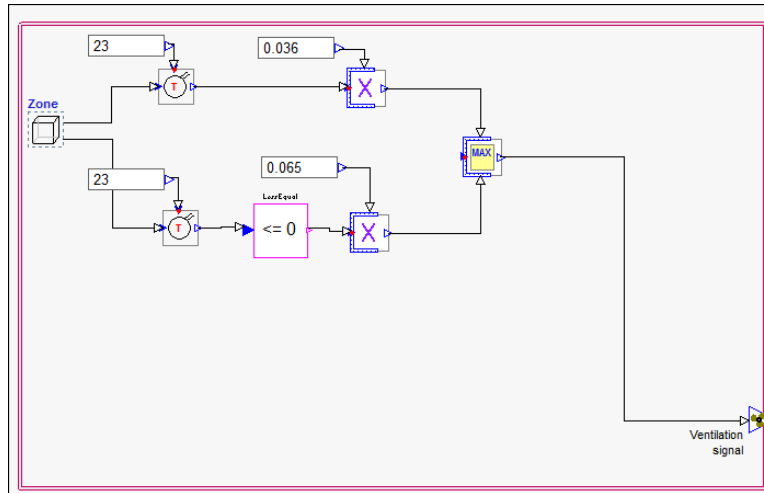 23
0.036
T
X
Zone
MAX
23
0.065
LessEqual
T
<= 0
X
Ventilation
signal